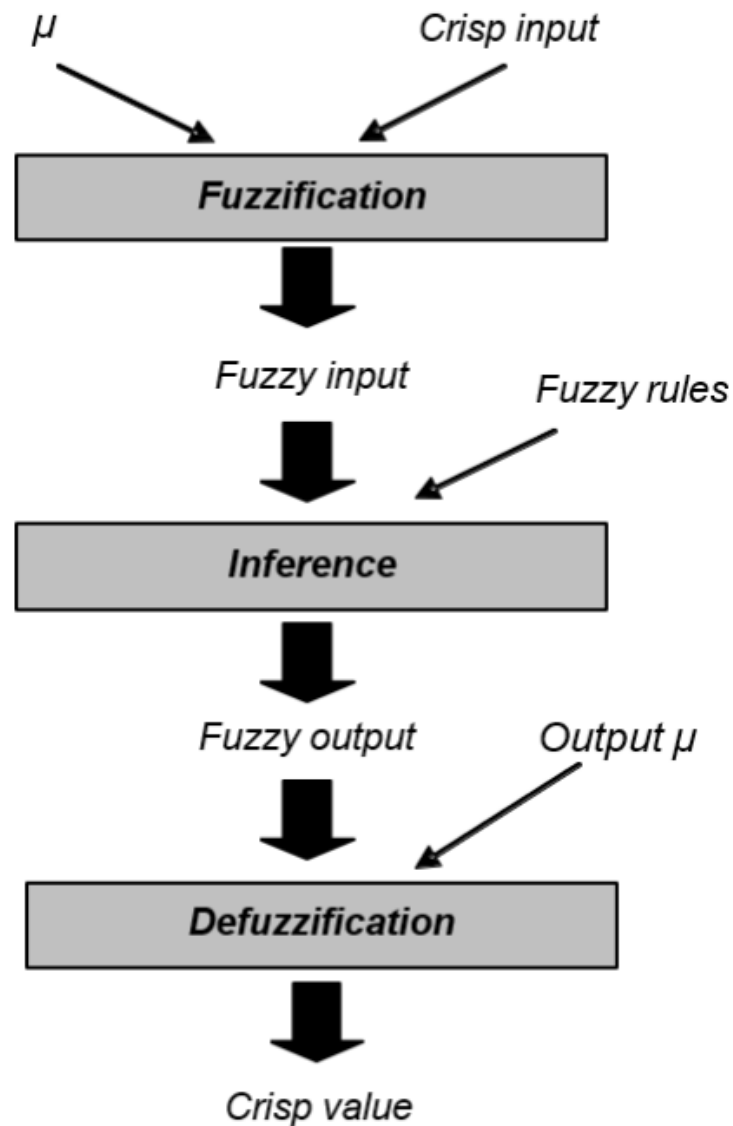 μ
Crisp input
Fuzzification
Fuzzy input
Fuzzy rules
Inference
Fuzzy output
Output μ
Defuzzification
Crisp value